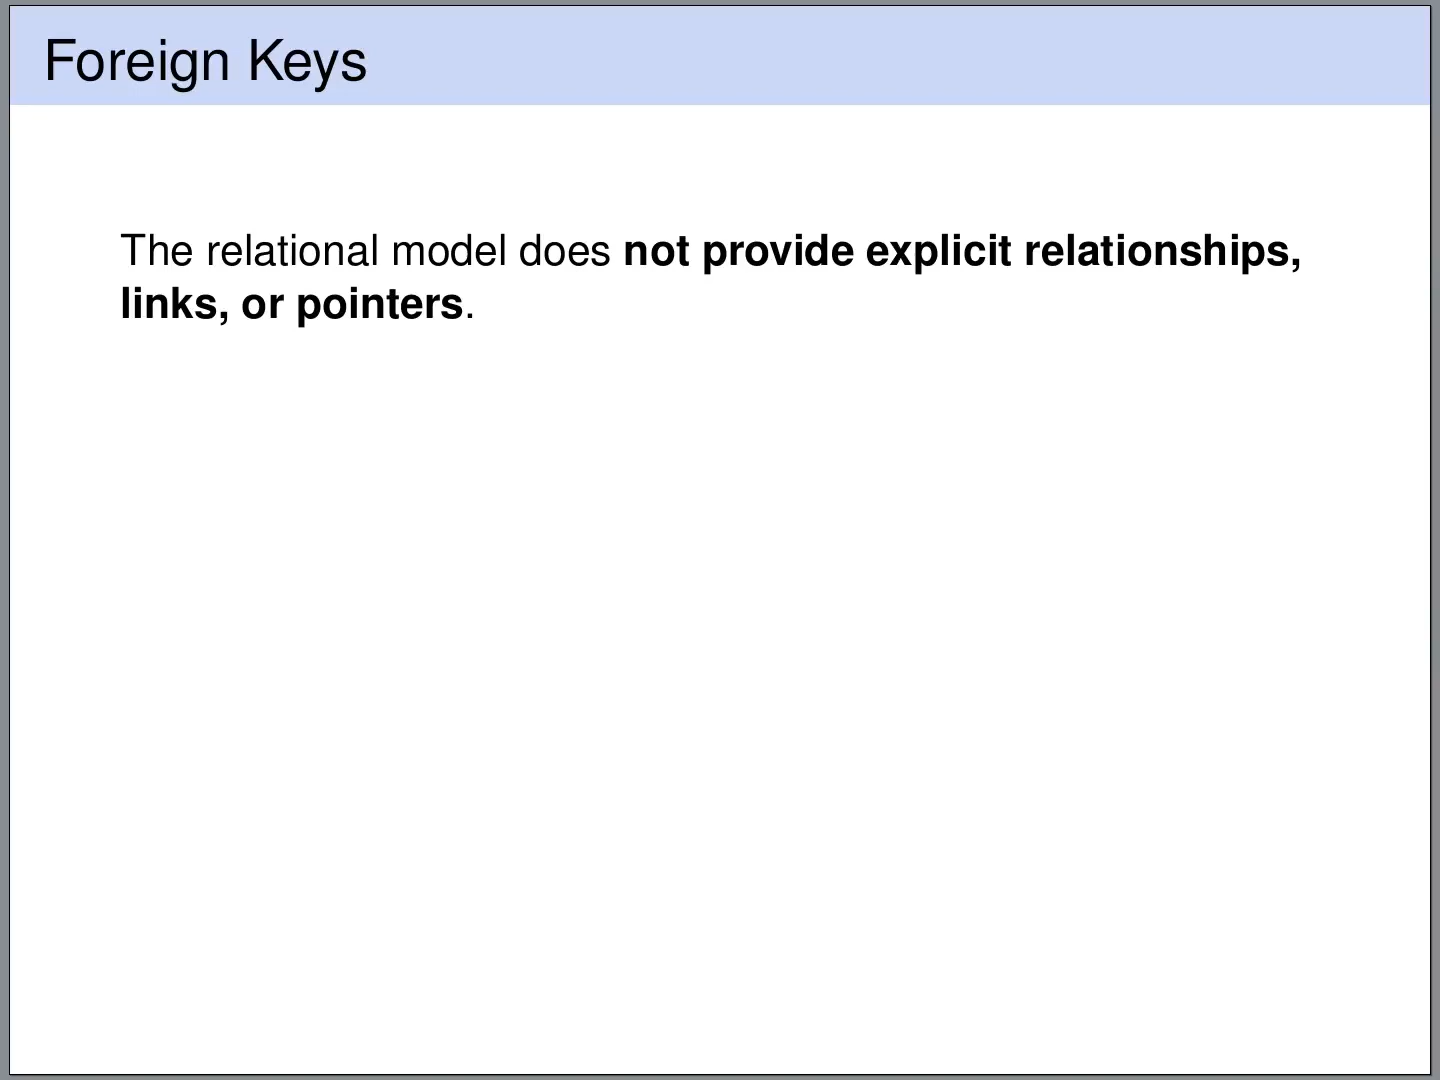 Foreign Keys
The relational model does not provide explicit relationships,
links, or pointers.